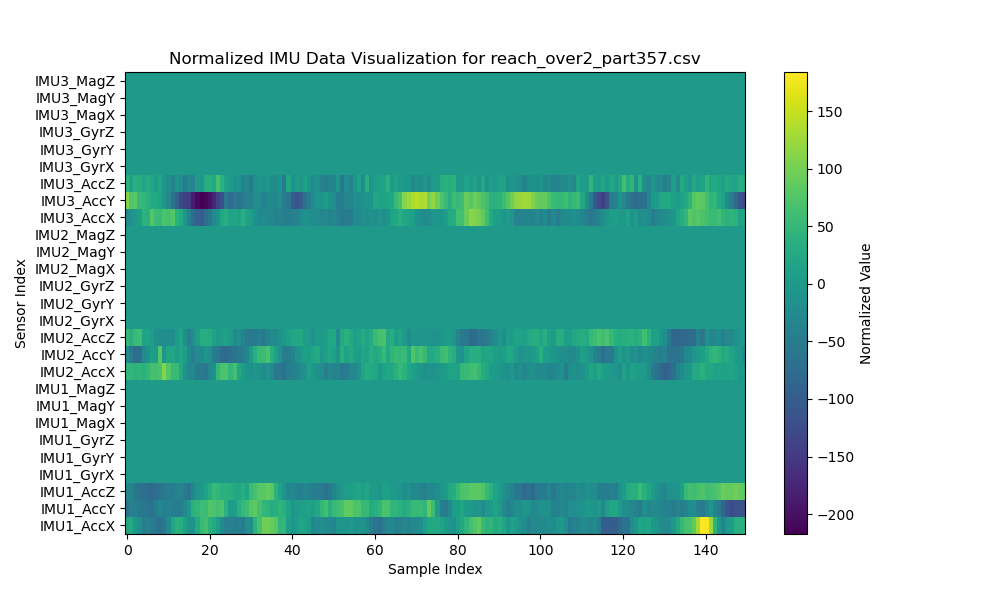 Normalized IMU Data Visualization for reach_over2_part357.csv
Sensor Index
IMU3_MagZ
IMU3_MagY
IMU3_MagX
IMU3_GyrZ
IMU3_GyrY
IMU3_GyrX
IMU3_AccZ
IMU3_AccY
IMU3_AccX
IMU2_MagZ
IMU2_MagY
IMU2_MagX
IMU2_GyrZ
IMU2_GyrY
IMU2_GyrX
IMU2_AccZ
IMU2_AccY
IMU2_AccX
IMU1_MagZ
IMU1_MagY
IMU1_MagX
IMU1_GyrZ
IMU1_GyrY
IMU1_GyrX
IMU1_AccZ
IMU1_AccY
IMU1_AccX
0 20 40 60 80 100 120 140
Sample Index
150
100
50
0
−50
−100
−150
−200
Normalized Value